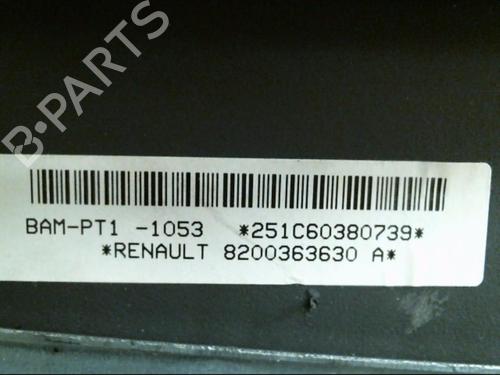 B-PARTS
BAM-PT1 -1053 *251C60380739*
*RENAULT 8200363630 A*